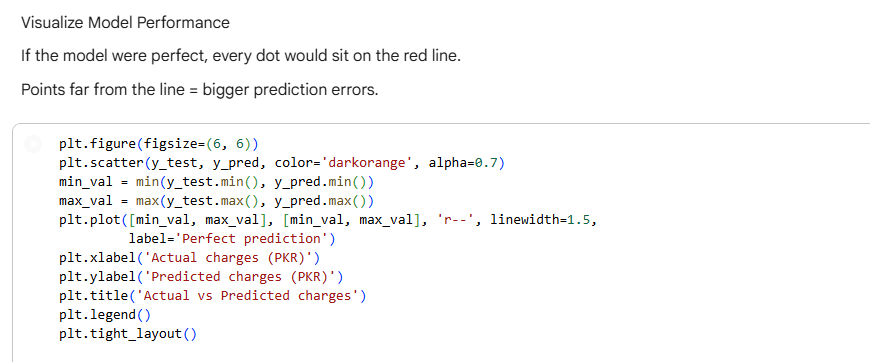 Visualize Model Performance
If the model were perfect, every dot would sit on the red line.
Points far from the line = bigger prediction errors.
plt.figure(figsize=(6, 6))
plt.scatter(y_test, y_pred, color='darkorange', alpha=0.7)
min_val = min(y_test.min(), y_pred.min())
max_val = max(y_test.max(), y_pred.max())
plt.plot([min_val, max_val], [min_val, max_val], 'r--', linewidth=1.5,
         label='Perfect prediction')
plt.xlabel('Actual charges (PKR)')
plt.ylabel('Predicted charges (PKR)')
plt.title('Actual vs Predicted charges')
plt.legend()
plt.tight_layout()